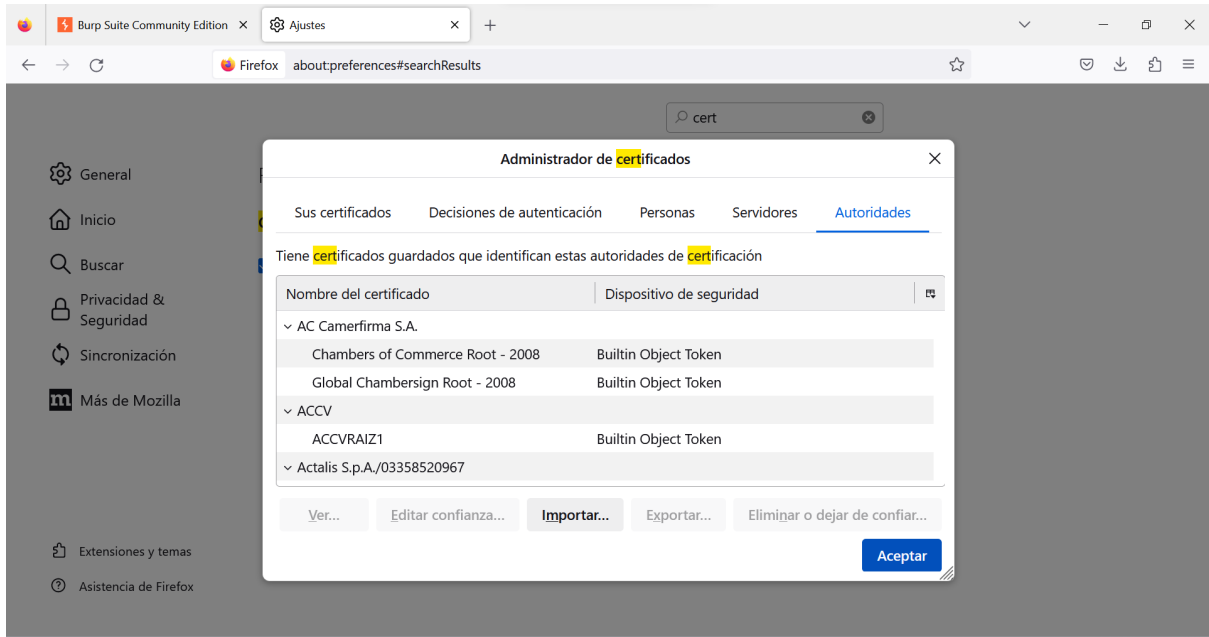 Burp Suite Community Edition
Ajustes
Firefox about:preferences#searchResults
cert
General
Inicio
Buscar
Privacidad &
Seguridad
Sincronización
m Más de Mozilla
Extensiones y temas
Asistencia de Firefox
Administrador de certificados
Sus certificados Decisiones de autenticación Personas Servidores Autoridades
Tiene certificados guardados que identifican estas autoridades de certificación
Nombre del certificado Dispositivo de seguridad
AC Camerfirma S.A.
Chambers of Commerce Root - 2008 Builtin Object Token
Global Chambersign Root - 2008 Builtin Object Token
ACCV
ACCVRAIZ1 Builtin Object Token
Actalis S.p.A./03358520967
Ver... Editar confianza... Importar... Exportar... Eliminar o dejar de confiar...
Aceptar